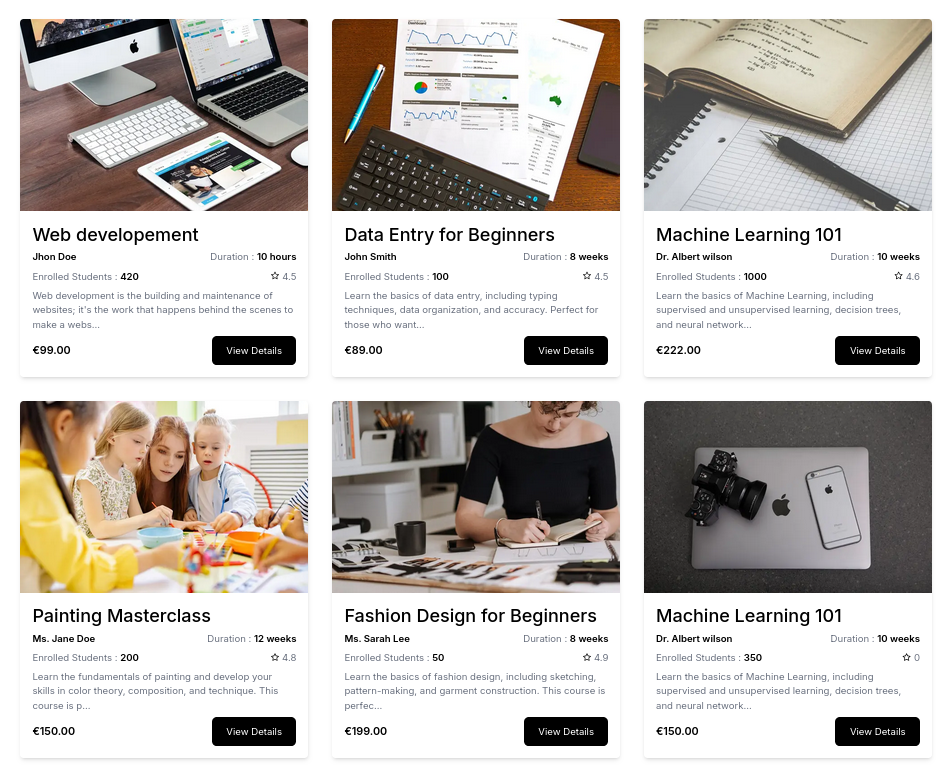 Web developement
Jhon Doe
Duration : 10 hours
Enrolled Students : 420
4.5
Web development is the building and maintenance of
websites; it's the work that happens behind the scenes to
make a webs...
€99.00
View Details
Data Entry for Beginners
John Smith
Duration : 8 weeks
Enrolled Students : 100
4.5
Learn the basics of data entry, including typing
techniques, data organization, and accuracy. Perfect for
those who want...
€89.00
View Details
Machine Learning 101
Dr. Albert wilson
Duration : 10 weeks
Enrolled Students : 1000
4.6
Learn the basics of Machine Learning, including
supervised and unsupervised learning, decision trees,
and neural network...
€222.00
View Details
Painting Masterclass
Ms. Jane Doe
Duration : 12 weeks
Enrolled Students : 200
4.8
Learn the fundamentals of painting and develop your
skills in color theory, composition, and technique. This
course is p...
€150.00
View Details
Fashion Design for Beginners
Ms. Sarah Lee
Duration : 8 weeks
Enrolled Students : 50
4.9
Learn the basics of fashion design, including sketching,
pattern-making, and garment construction. This course is
perfec...
€199.00
View Details
Machine Learning 101
Dr. Albert wilson
Duration : 10 weeks
Enrolled Students : 350
0
Learn the basics of Machine Learning, including
supervised and unsupervised learning, decision trees,
and neural network...
€150.00
View Details